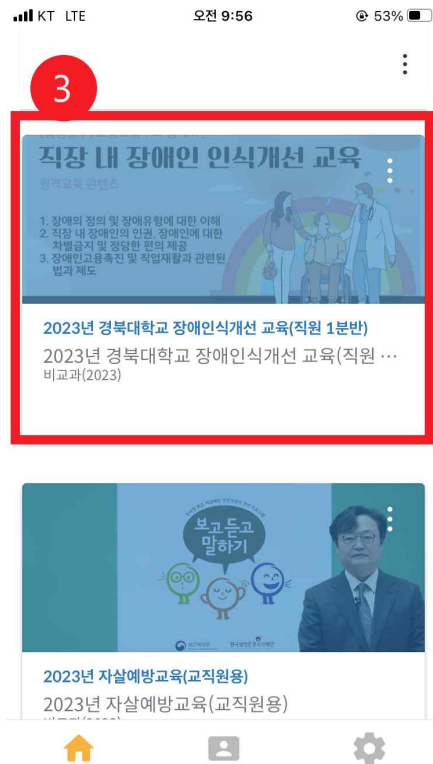 KT LTE 오전 9:56 53%
3
직장 내 장애인 인식개선 교육
원격교육 콘텐츠
1. 장애의 정의 및 장애유형에 대한 이해
2. 직장 내 장애인의 인권, 장애인에 대한
차별금지 및 정당한 편의 제공
3. 장애인고용촉진 및 직업재활과 관련된
법과 제도
2023년 경북대학교 장애인식개선 교육(직원 1분반)
2023년 경북대학교 장애인식개선 교육(직원 ...
비교과(2023)
보고듣고
말하기
2023년 자살예방교육(교직원용)
2023년 자살예방교육(교직원용)